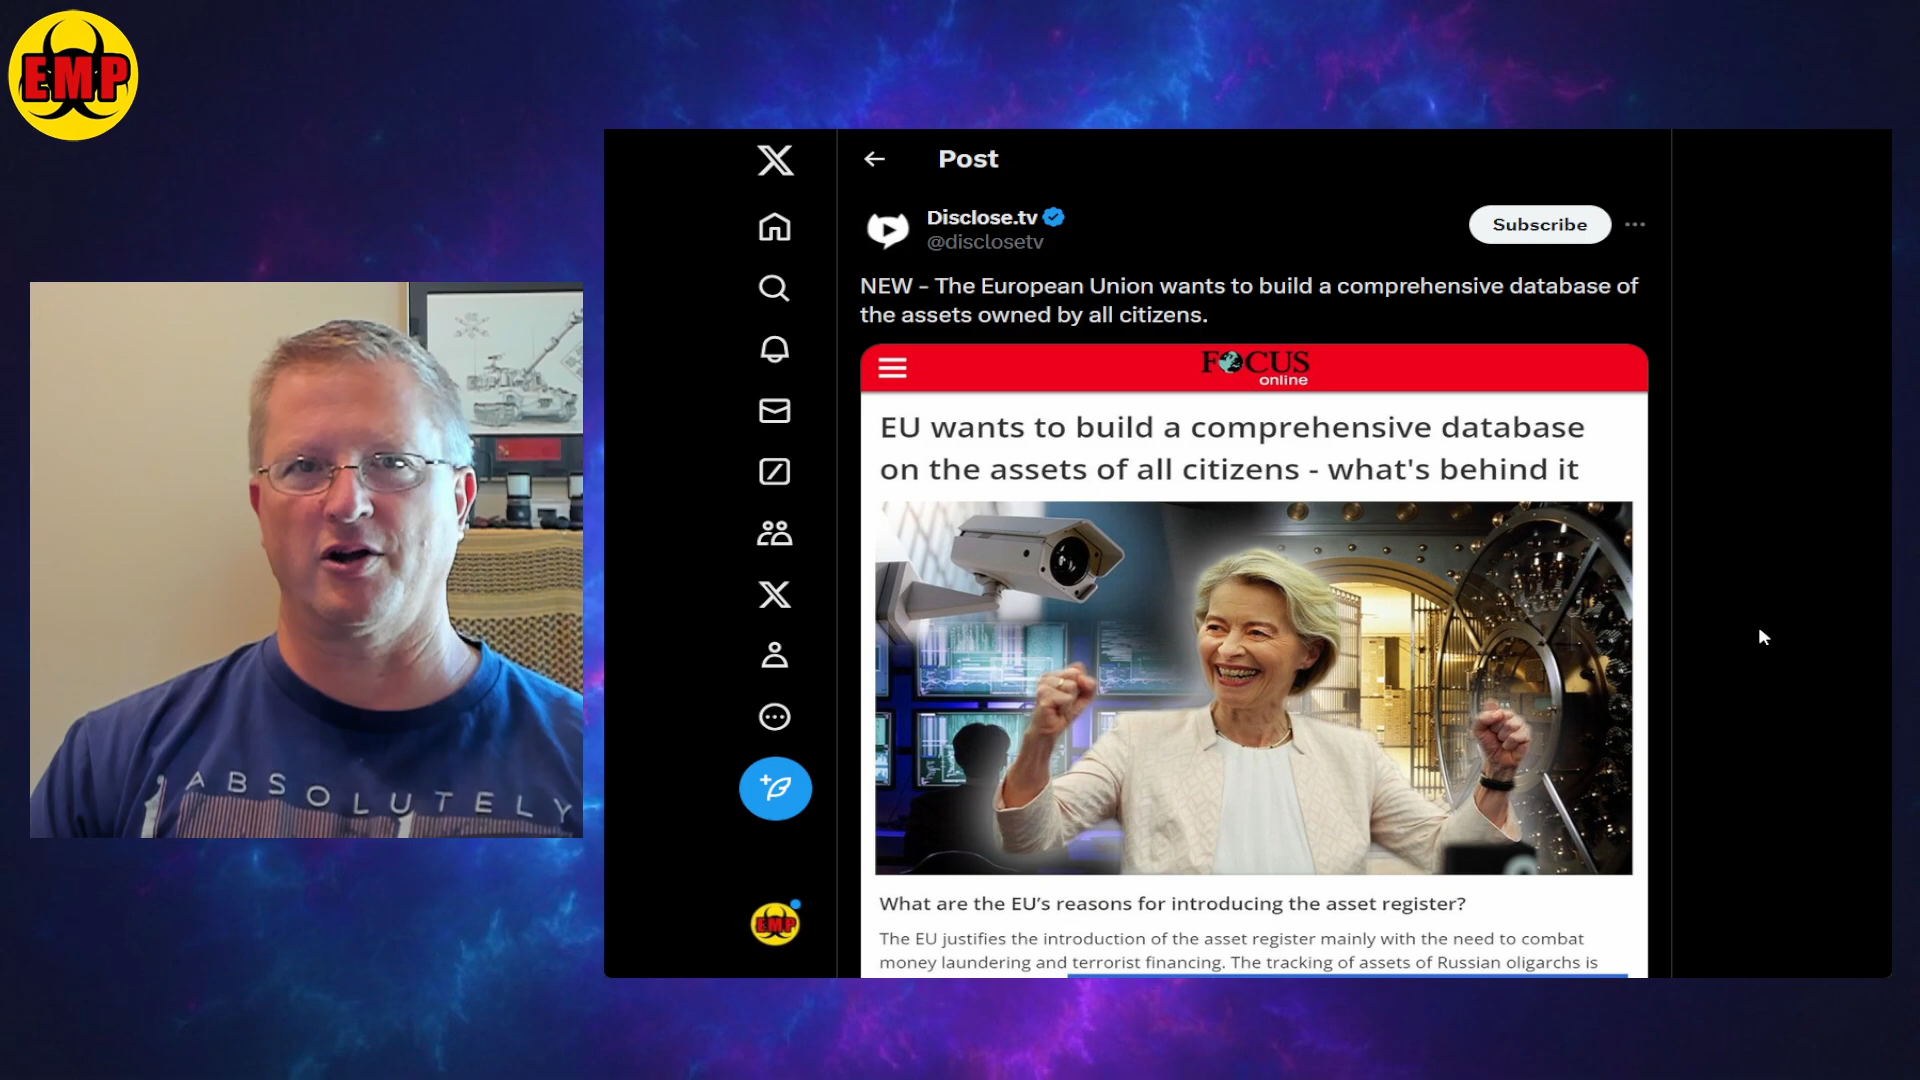 EMP
Post
Disclose.tv
@disclosetv
Subscribe
NEW – The European Union wants to build a comprehensive database of
the assets owned by all citizens.
FOCUS
online
EU wants to build a comprehensive database
on the assets of all citizens - what's behind it
What are the EU's reasons for introducing the asset register?
The EU justifies the introduction of the asset register mainly with the need to combat
money laundering and terrorist financing. The tracking of assets of Russian oligarchs is
ABSOLUTELY
EMP